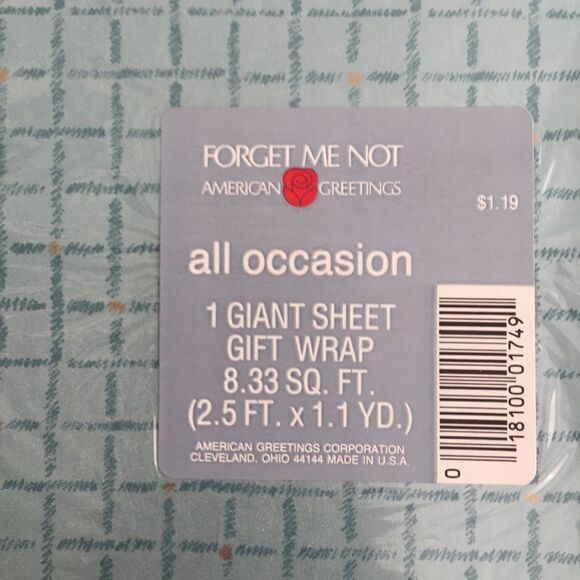 FORGET ME NOT
AMERICAN GREETINGS
$1.19
all occasion
1 GIANT SHEET
GIFT WRAP
8.33 SQ. FT.
(2.5 FT. x 1.1 YD.)
AMERICAN GREETINGS CORPORATION
CLEVELAND, OHIO 44144 MADE IN U.S.A.
0 18100 01749